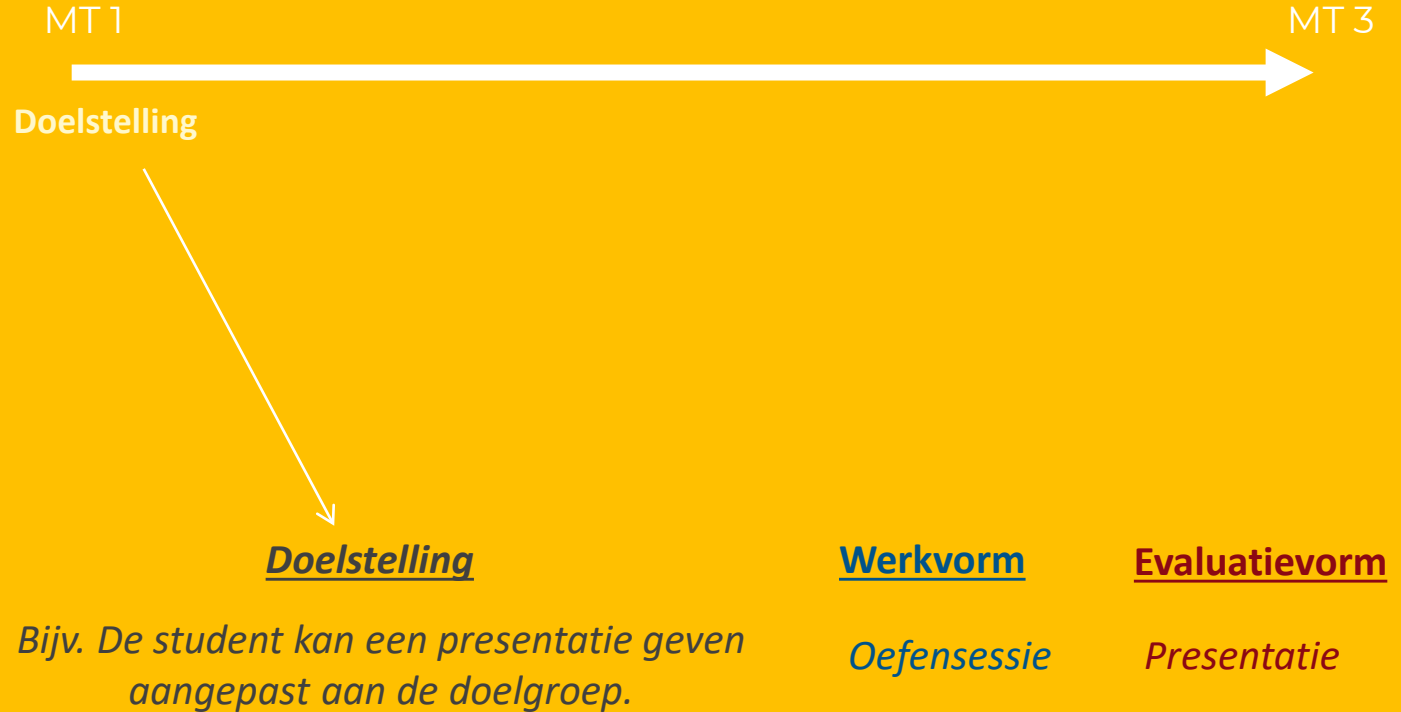 MT 1
MT 3
Doelstelling
Doelstelling
Werkvorm
Evaluatievorm
Bijv. De student kan een presentatie geven
aangepast aan de doelgroep.
Oefensessie
Presentatie